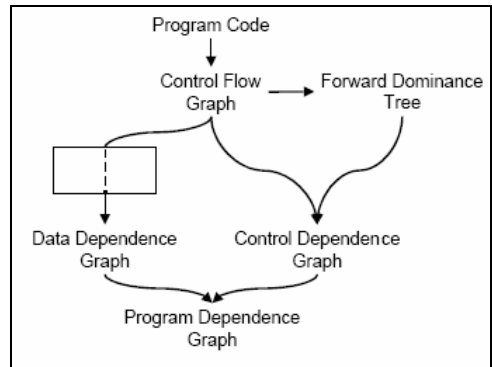 Program Code
Control Flow
Graph
Forward Dominance
Tree
Data Dependence
Graph
Control Dependence
Graph
Program Dependence
Graph